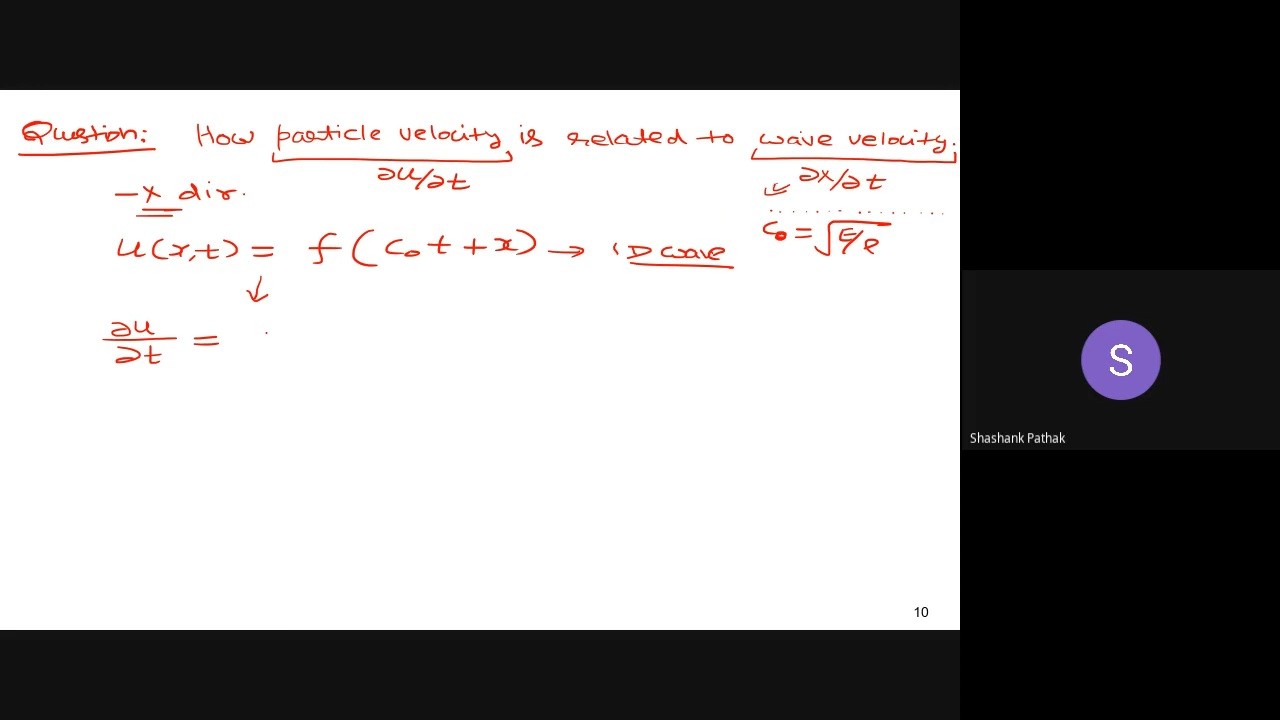 Question: How particle velocity is related to wave velocity.
∂u/∂t
∂x/∂t
-x dir.
c₀ = √E/ρ
u(x,t) = f(c₀t + x) → 1D wave
↓
∂u/∂t =
10
S
Shashank Pathak